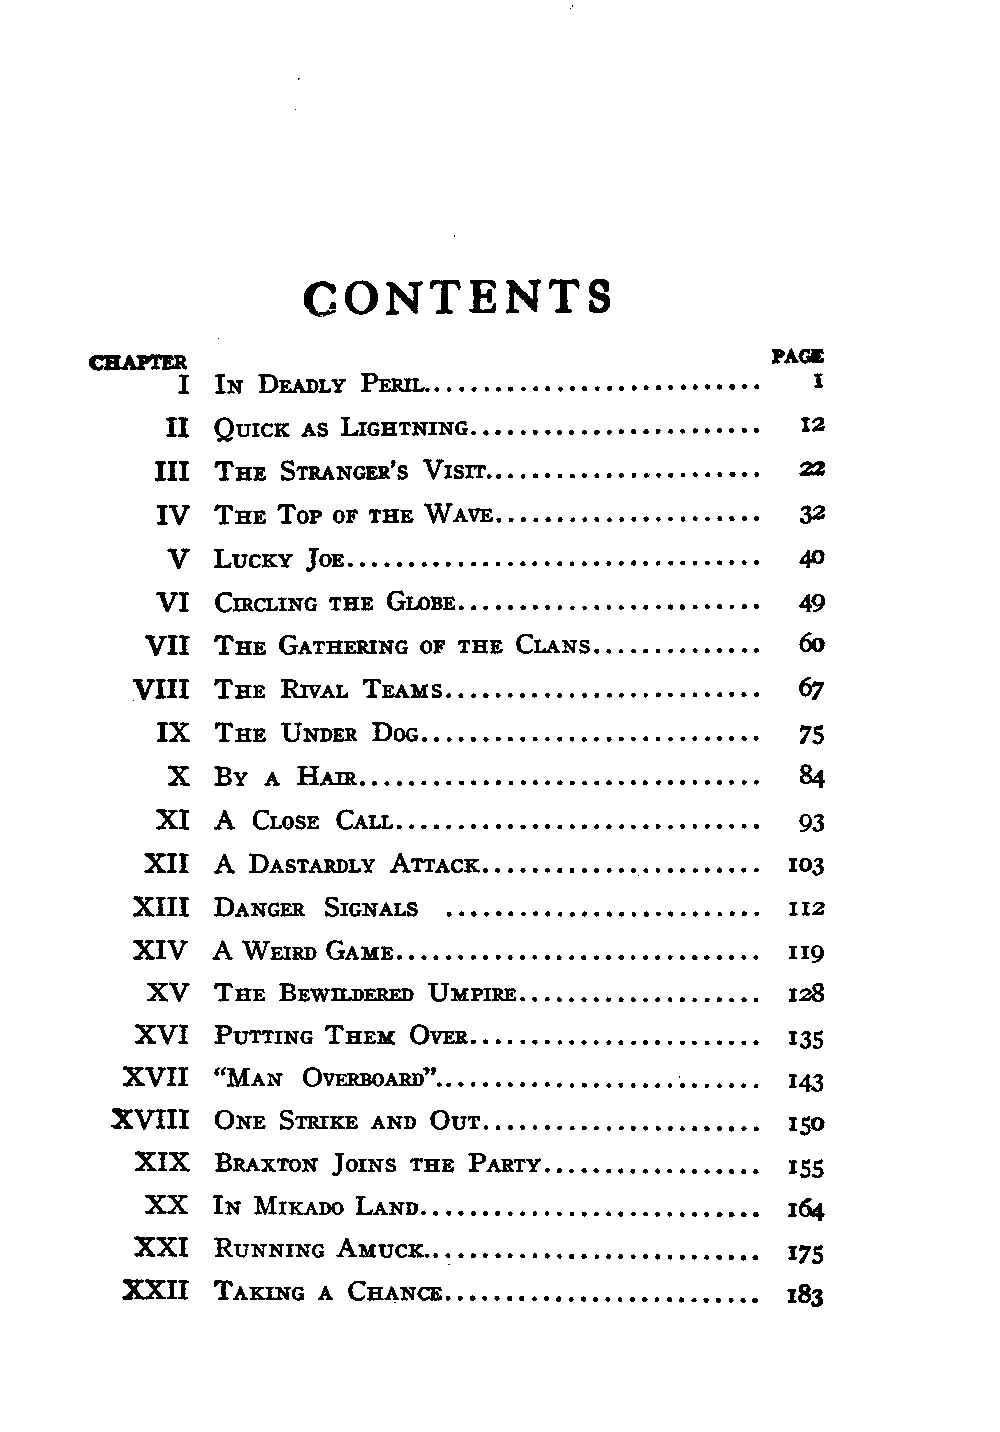 CONTENTS
CHAPTER PAGE
I In Deadly Peril............................ 1
II Quick as Lightning........................ 12
III The Stranger's Visit....................... 22
IV The Top of the Wave...................... 32
V Lucky Joe.................................. 40
VI Circling the Globe......................... 49
VII The Gathering of the Clans.............. 60
VIII The Rival Teams.......................... 67
IX The Under Dog............................ 75
X By a Hair................................. 84
XI A Close Call.............................. 93
XII A Dastardly Attack....................... 103
XIII Danger Signals .......................... 112
XIV A Weird Game.............................. 119
XV The Bewildered Umpire.................... 128
XVI Putting Them Over........................ 135
XVII "Man Overboard"........................... 143
XVIII One Strike and Out....................... 150
XIX Braxton Joins the Party.................. 155
XX In Mikado Land............................ 164
XXI Running Amuck............................ 175
XXII Taking a Chance.......................... 183